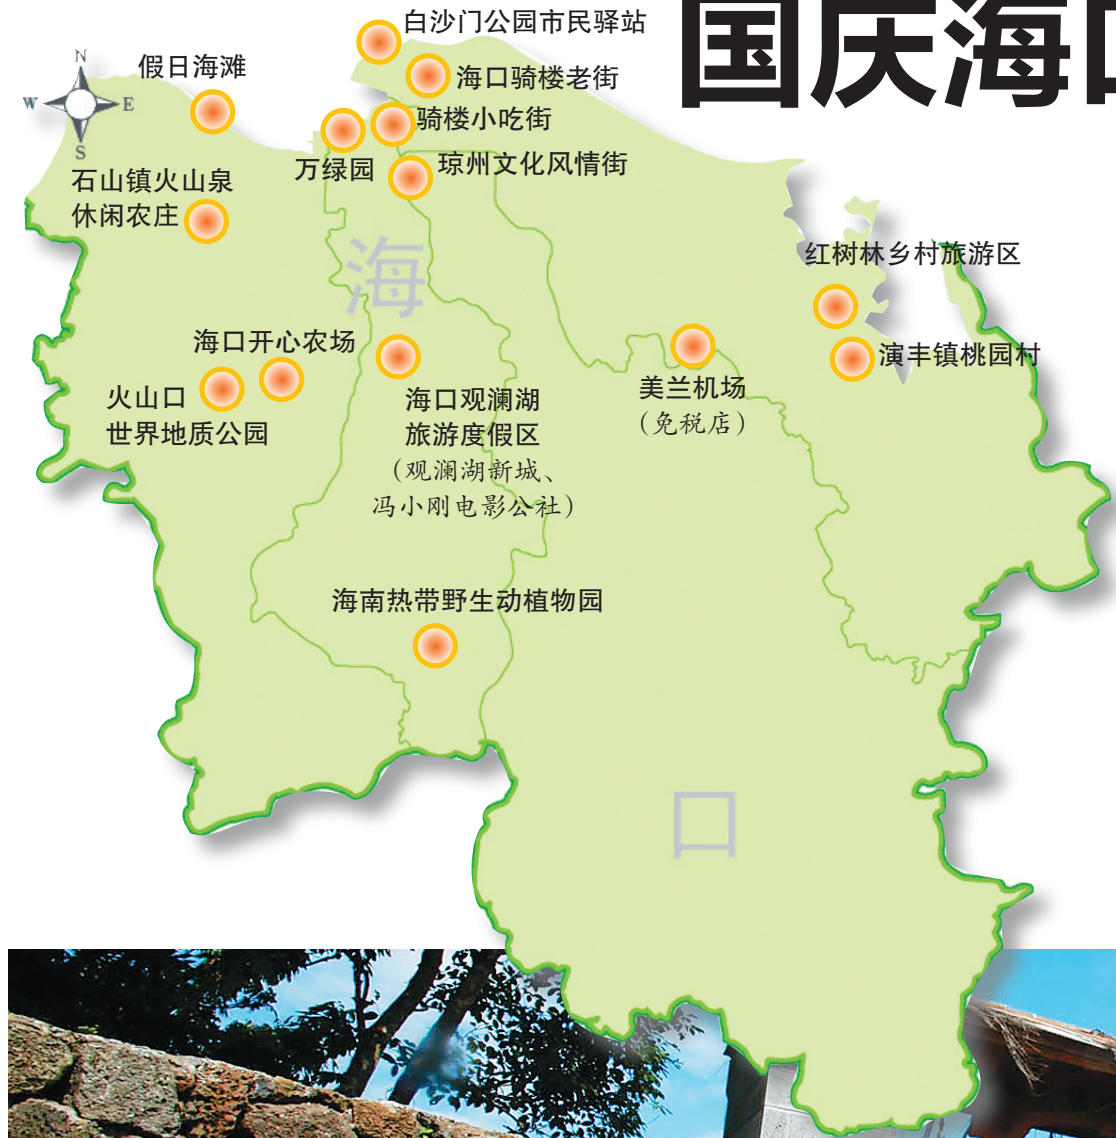 国庆海口
白沙门公园市民驿站
假日海滩
海口骑楼老街
骑楼小吃街
万绿园
琼州文化风情街
石山镇火山泉
休闲农庄
N
W
E
S
海
红树林乡村旅游区
海口开心农场
演丰镇桃园村
火山口
世界地质公园
海口观澜湖
旅游度假区
(观澜湖新城、
冯小刚电影公社)
美兰机场
(免税店)
海南热带野生动植物园
口